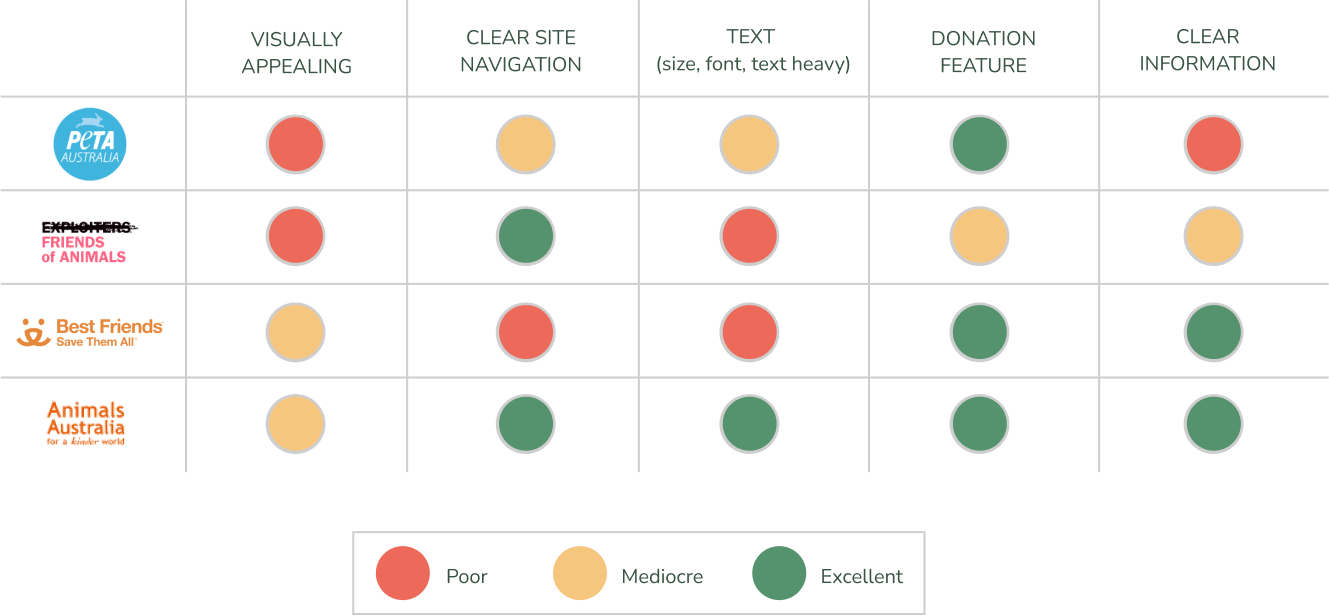 VISUALLY
APPEALING
CLEAR SITE
NAVIGATION
TEXT
(size, font, text heavy)
DONATION
FEATURE
CLEAR
INFORMATION
PeTA
AUSTRALIA
EXPLOITERS
FRIENDS
of ANIMALS
Best Friends
Save Them All
Animals
Australia
for a kinder world
Poor
Mediocre
Excellent